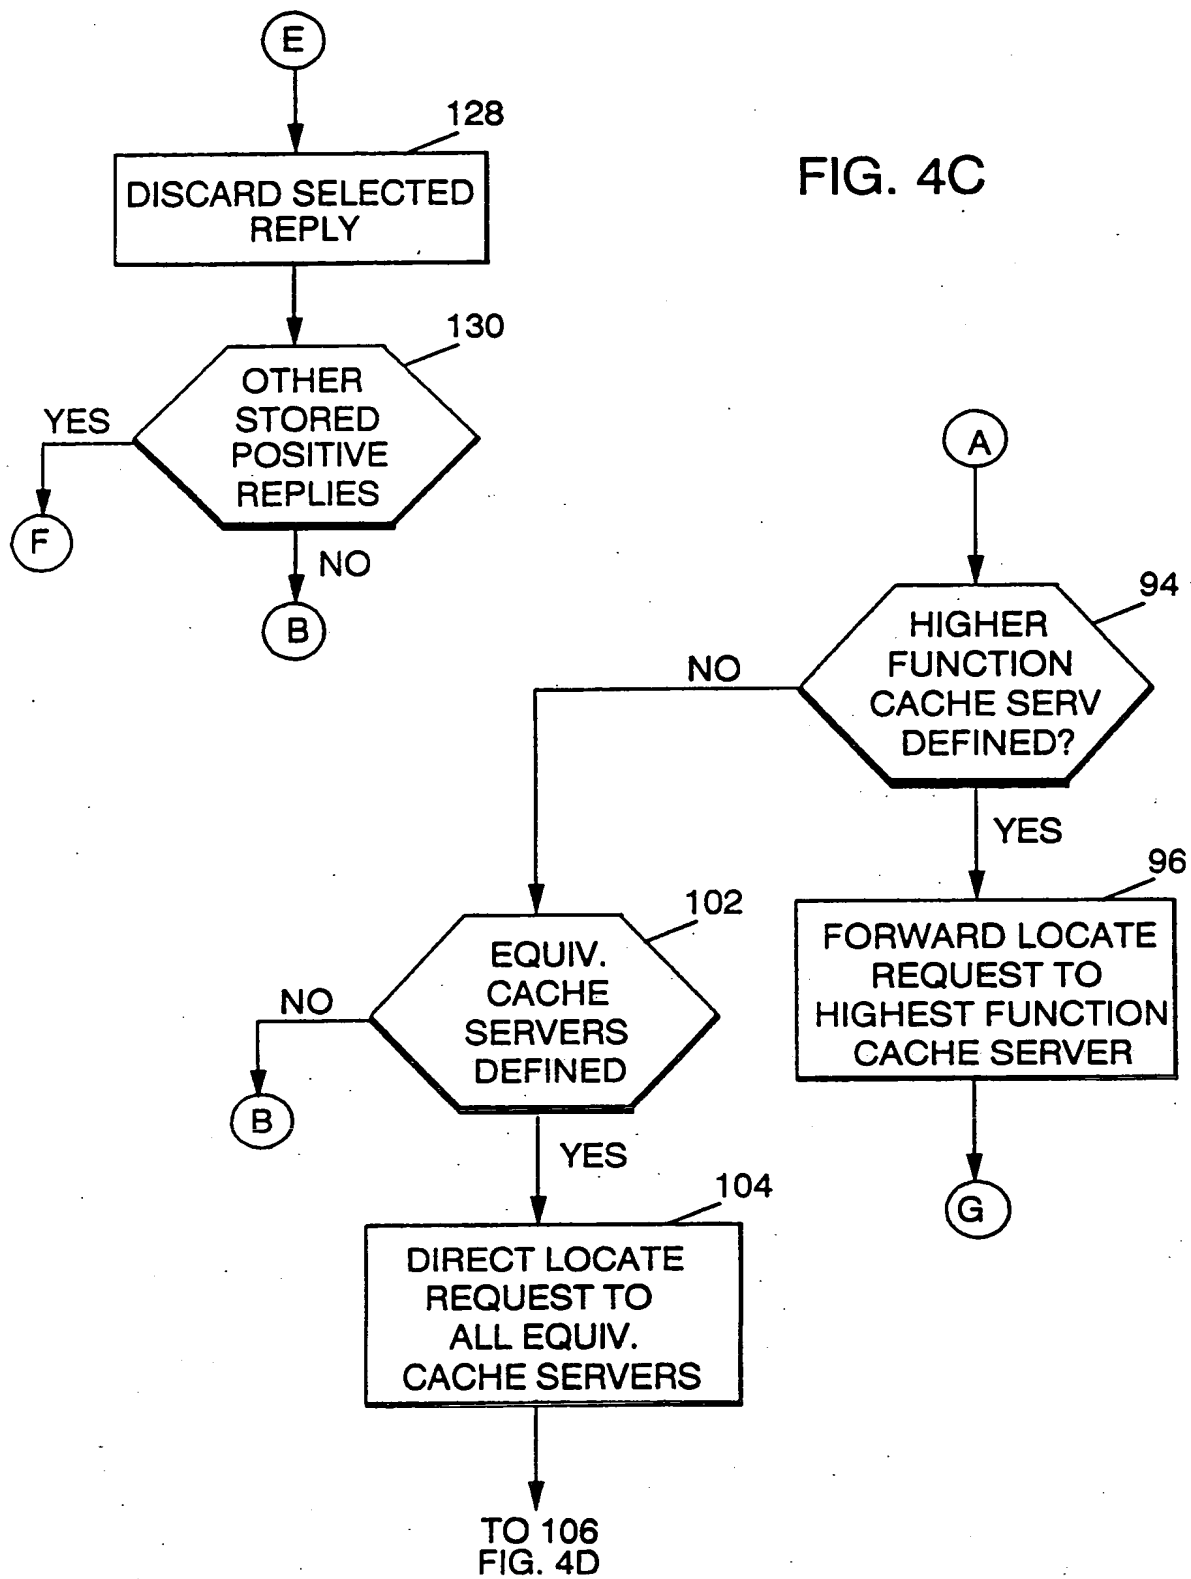 E
128
FIG. 4C
DISCARD SELECTED
REPLY
130
OTHER
STORED
POSITIVE
REPLIES
YES
F
NO
B
A
94
HIGHER
FUNCTION
CACHE SERV
DEFINED?
NO
YES
96
FORWARD LOCATE
REQUEST TO
HIGHEST FUNCTION
CACHE SERVER
G
102
EQUIV.
CACHE
SERVERS
DEFINED
NO
B
YES
104
DIRECT LOCATE
REQUEST TO
ALL EQUIV.
CACHE SERVERS
TO 106
FIG. 4D